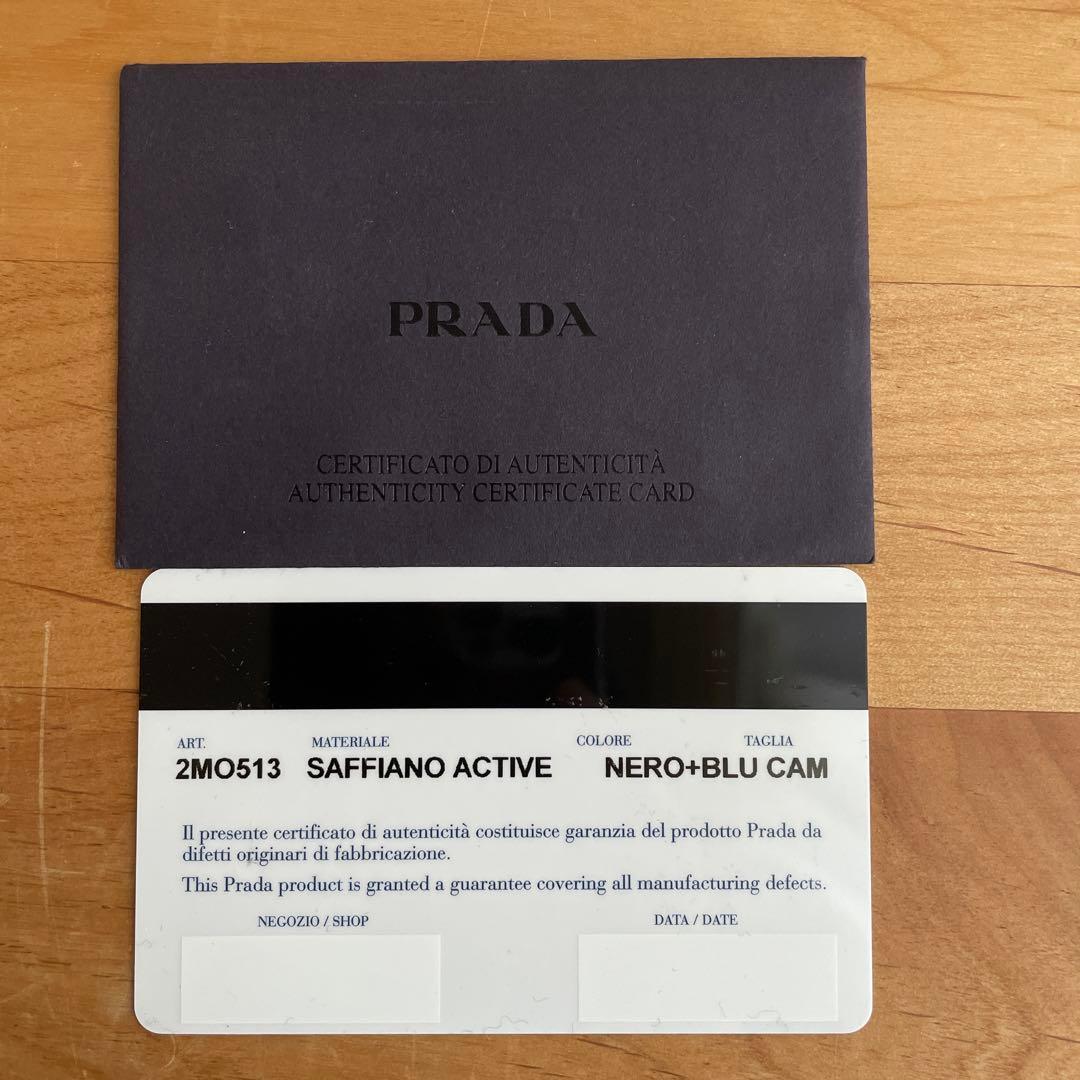 PRADA
CERTIFICATO DI AUTENTICITÀ
AUTHENTICITY CERTIFICATE CARD
ART. MATERIALE COLORE TAGLIA
2MO513 SAFFIANO ACTIVE NERO+BLU CAM
Il presente certificato di autenticità costituisce garanzia del prodotto Prada da
difetti originari di fabbricazione.
This Prada product is granted a guarantee covering all manufacturing defects.
NEGOZIO / SHOP DATA / DATE